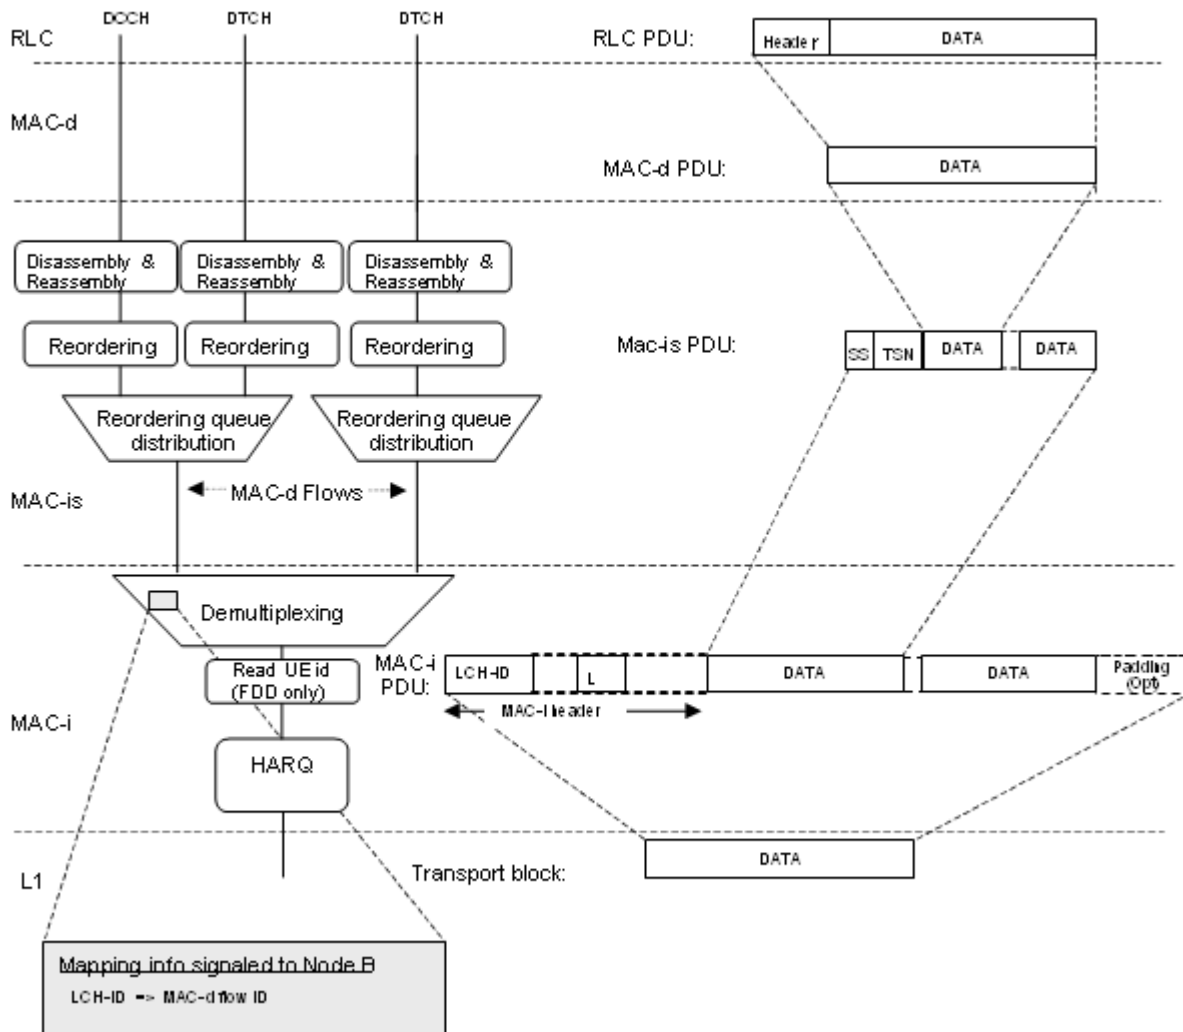 DCCH DTCH DTCH
RLC
RLC PDU:
Header DATA
MAC-d
MAC-d PDU:
DATA
Disassembly &
Reassembly
Disassembly &
Reassembly
Disassembly &
Reassembly
Reordering
Reordering
Reordering
Mac-is PDU:
SS TSN DATA DATA
Reordering queue
distribution
Reordering queue
distribution
MAC-d Flows
MAC-is
Demultiplexing
Read UE id
(FDD only)
MAC-i
PDU:
LCH-ID L DATA DATA
Padding
(Opt)
MAC-i header
MAC-i
HARQ
L1
Transport block:
DATA
Mapping info signaled to Node B
LCH-ID => MAC-d flow ID